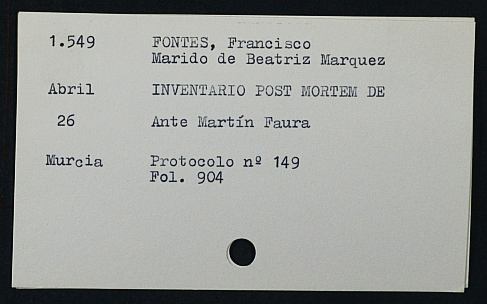 1.549 FONTES, Francisco
Marido de Beatriz Marquez
Abril INVENTARIO POST MORTEM DE
26 Ante Martín Faura
Murcia Protocolo nº 149
Fol. 904